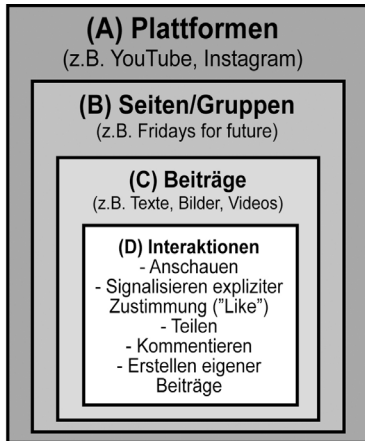 (A) Plattformen
(z.B. YouTube, Instagram)
(B) Seiten/Gruppen
(z.B. Fridays for future)
(C) Beiträge
(z.B. Texte, Bilder, Videos)
(D) Interaktionen
- Anschauen
- Signalisieren expliziter
Zustimmung ("Like")
- Teilen
- Kommentieren
- Erstellen eigener
Beiträge